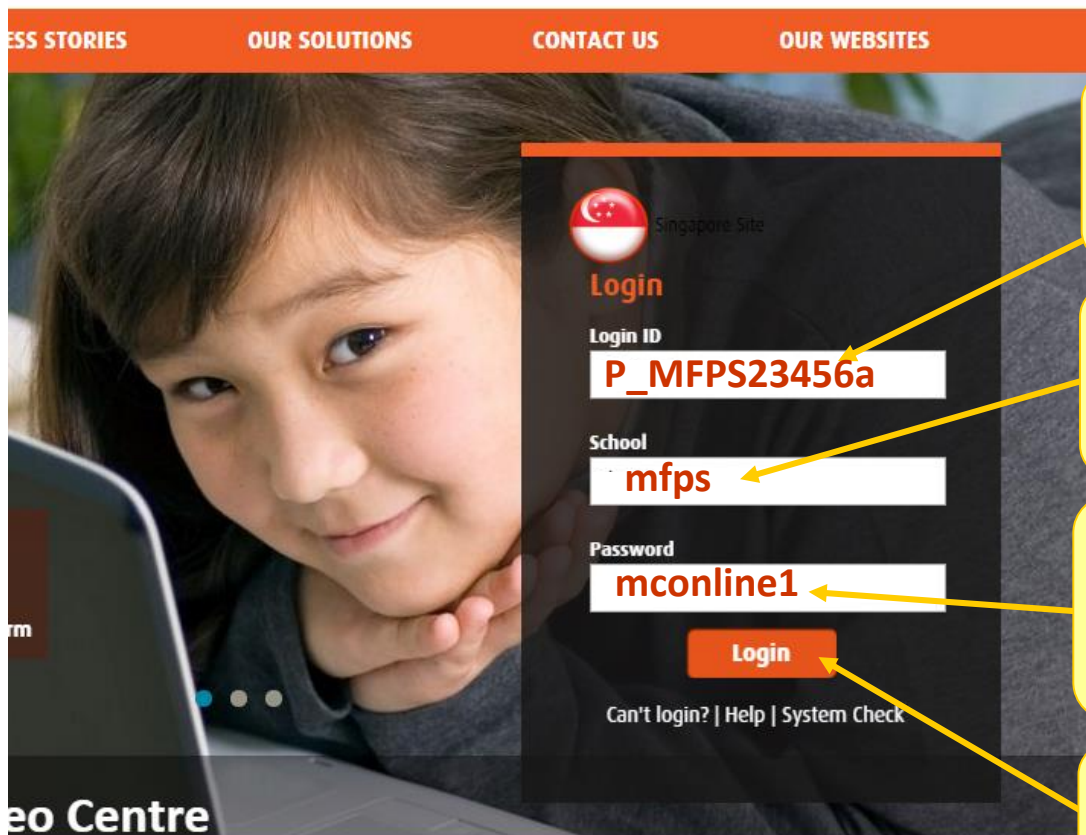 ESS STORIES OUR SOLUTIONS CONTACT US OUR WEBSITES
Singapore Site
Login
Login ID
P_MFPS23456a
School
mfps
Password
mconline1
Login
Can't login? | Help | System Check
rm
eo Centre